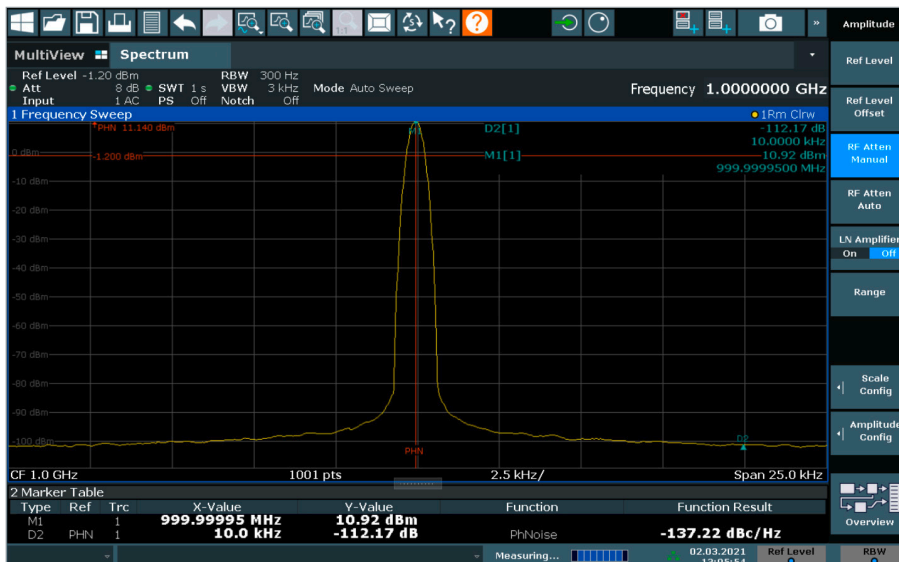 1:1
»
Amplitude
MultiView Spectrum
Ref Level -1.20 dBm RBW 300 Hz
Att 8 dB SWT 1 s VBW 3 kHz Mode Auto Sweep Frequency 1.0000000 GHz
Input 1 AC PS Off Notch Off
1 Frequency Sweep 1Rm Clrw
PHN 11.140 dBm M1 D2[1] -112.17 dB
10.0000 kHz
0 dBm -1.200 dBm M1[1] 10.92 dBm
999.9999500 MHz
-10 dBm
-20 dBm
-30 dBm
-40 dBm
-50 dBm
-60 dBm
-70 dBm
-80 dBm
-90 dBm
-100 dBm D2
PHN
CF 1.0 GHz 1001 pts 2.5 kHz/ Span 25.0 kHz
2 Marker Table
Type Ref Trc X-Value Y-Value Function Function Result
M1 1 999.99995 MHz 10.92 dBm
D2 PHN 1 10.0 kHz -112.17 dB PhNoise -137.22 dBc/Hz
Measuring... 02.03.2021 Ref Level RBW
Ref Level
Ref Level
Offset
RF Atten
Manual
RF Atten
Auto
LN Amplifier
On Off
Range
Scale
Config
Amplitude
Config
Overview